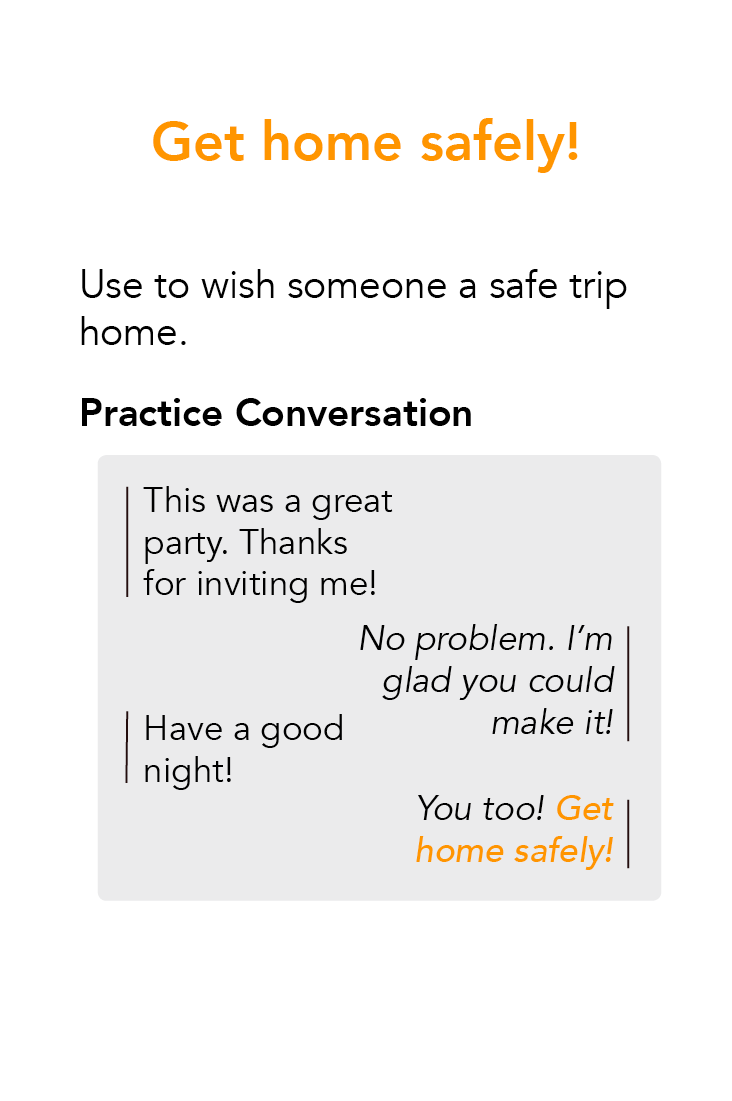 Get home safely!
Use to wish someone a safe trip
home.
Practice Conversation
This was a great
party. Thanks
for inviting me!
No problem. I’m
glad you could
make it!
Have a good
night!
You too! Get
home safely!